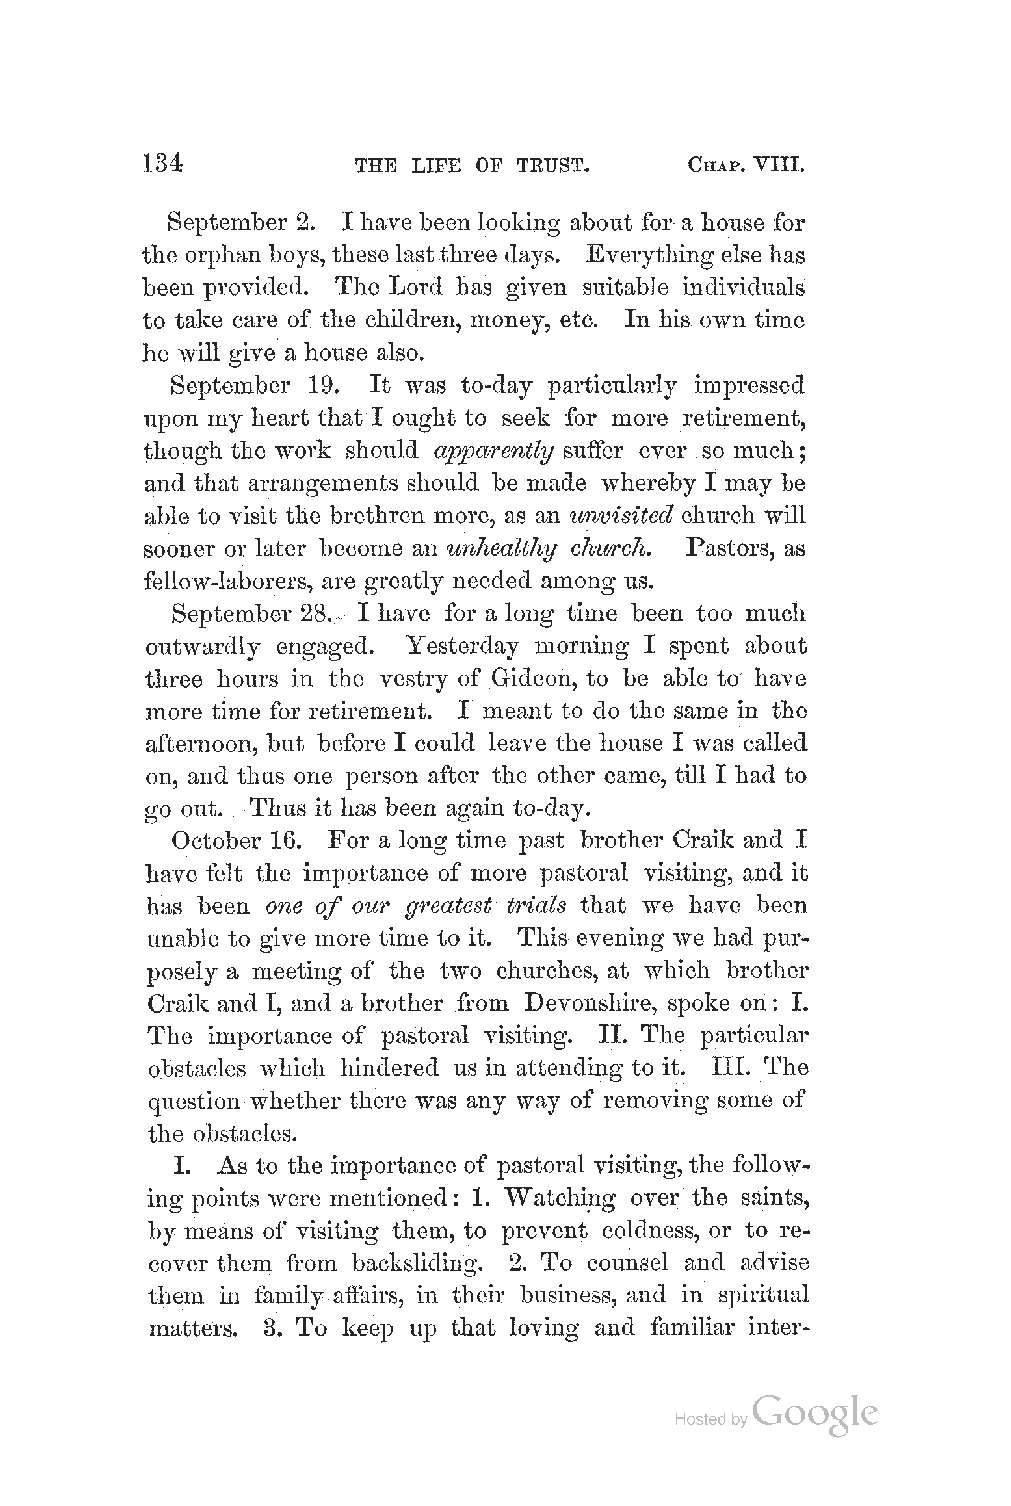 134 THE LIFE OF TRUST. CHAP. VIII.
September 2. I have been looking about for a house for
the orphan boys, these last three days. Everything else has
been provided. The Lord has given suitable individuals
to take care of the children, money, etc. In his own time
he will give a house also.
September 19. It was to-day particularly impressed
upon my heart that I ought to seek for more retirement,
though the work should apparently suffer ever so much;
and that arrangements should be made whereby I may be
able to visit the brethren more, as an unvisited church will
sooner or later become an unhealthy church. Pastors, as
fellow-laborers, are greatly needed among us.
September 28. I have for a long time been too much
outwardly engaged. Yesterday morning I spent about
three hours in the vestry of Gideon, to be able to have
more time for retirement. I meant to do the same in the
afternoon, but before I could leave the house I was called
on, and thus one person after the other came, till I had to
go out. Thus it has been again to-day.
October 16. For a long time past brother Craik and I
have felt the importance of more pastoral visiting, and it
has been one of our greatest trials that we have been
unable to give more time to it. This evening we had pur-
posely a meeting of the two churches, at which brother
Craik and I, and a brother from Devonshire, spoke on: I.
The importance of pastoral visiting. II. The particular
obstacles which hindered us in attending to it. III. The
question whether there was any way of removing some of
the obstacles.
I. As to the importance of pastoral visiting, the follow-
ing points were mentioned: 1. Watching over the saints,
by means of visiting them, to prevent coldness, or to re-
cover them from backsliding. 2. To counsel and advise
them in family affairs, in their business, and in spiritual
matters. 3. To keep up that loving and familiar inter-
Hosted by Google